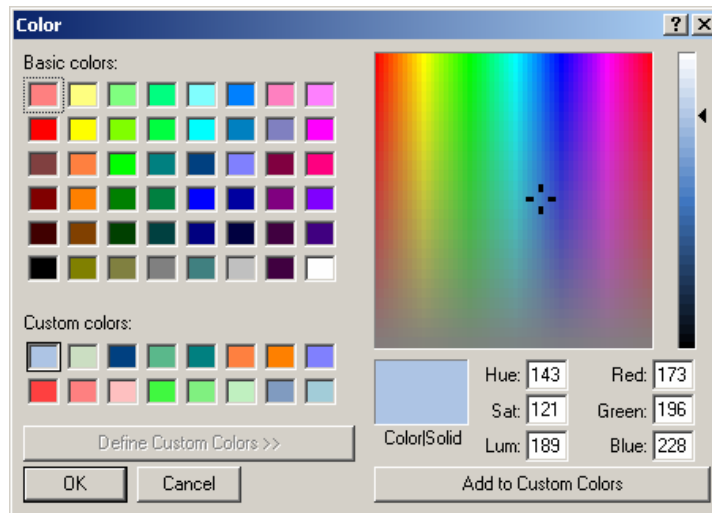 Color
Basic colors:
Custom colors:
Define Custom Colors >>
OK Cancel
Color|Solid
Hue: 143 Red: 173
Sat: 121 Green: 196
Lum: 189 Blue: 228
Add to Custom Colors